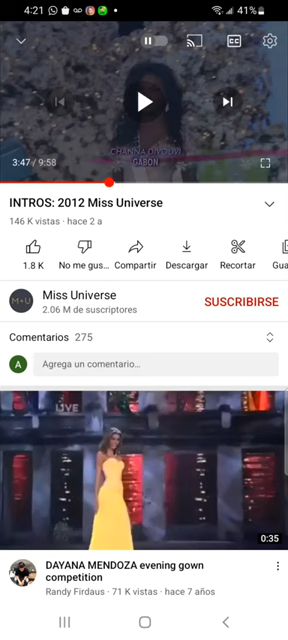 4:21
41%
CC
CHANNA DIVOUVI
GABON
3:47 / 9:58
INTROS: 2012 Miss Universe
146 K vistas · hace 2 a
1.8 K
No me gus...
Compartir
Descargar
Recortar
Gua
M+U
Miss Universe
2.06 M de suscriptores
SUSCRIBIRSE
Comentarios 275
A
Agrega un comentario...
LIVE
0:35
DAYANA MENDOZA evening gown
competition
Randy Firdaus · 71 K vistas · hace 7 años